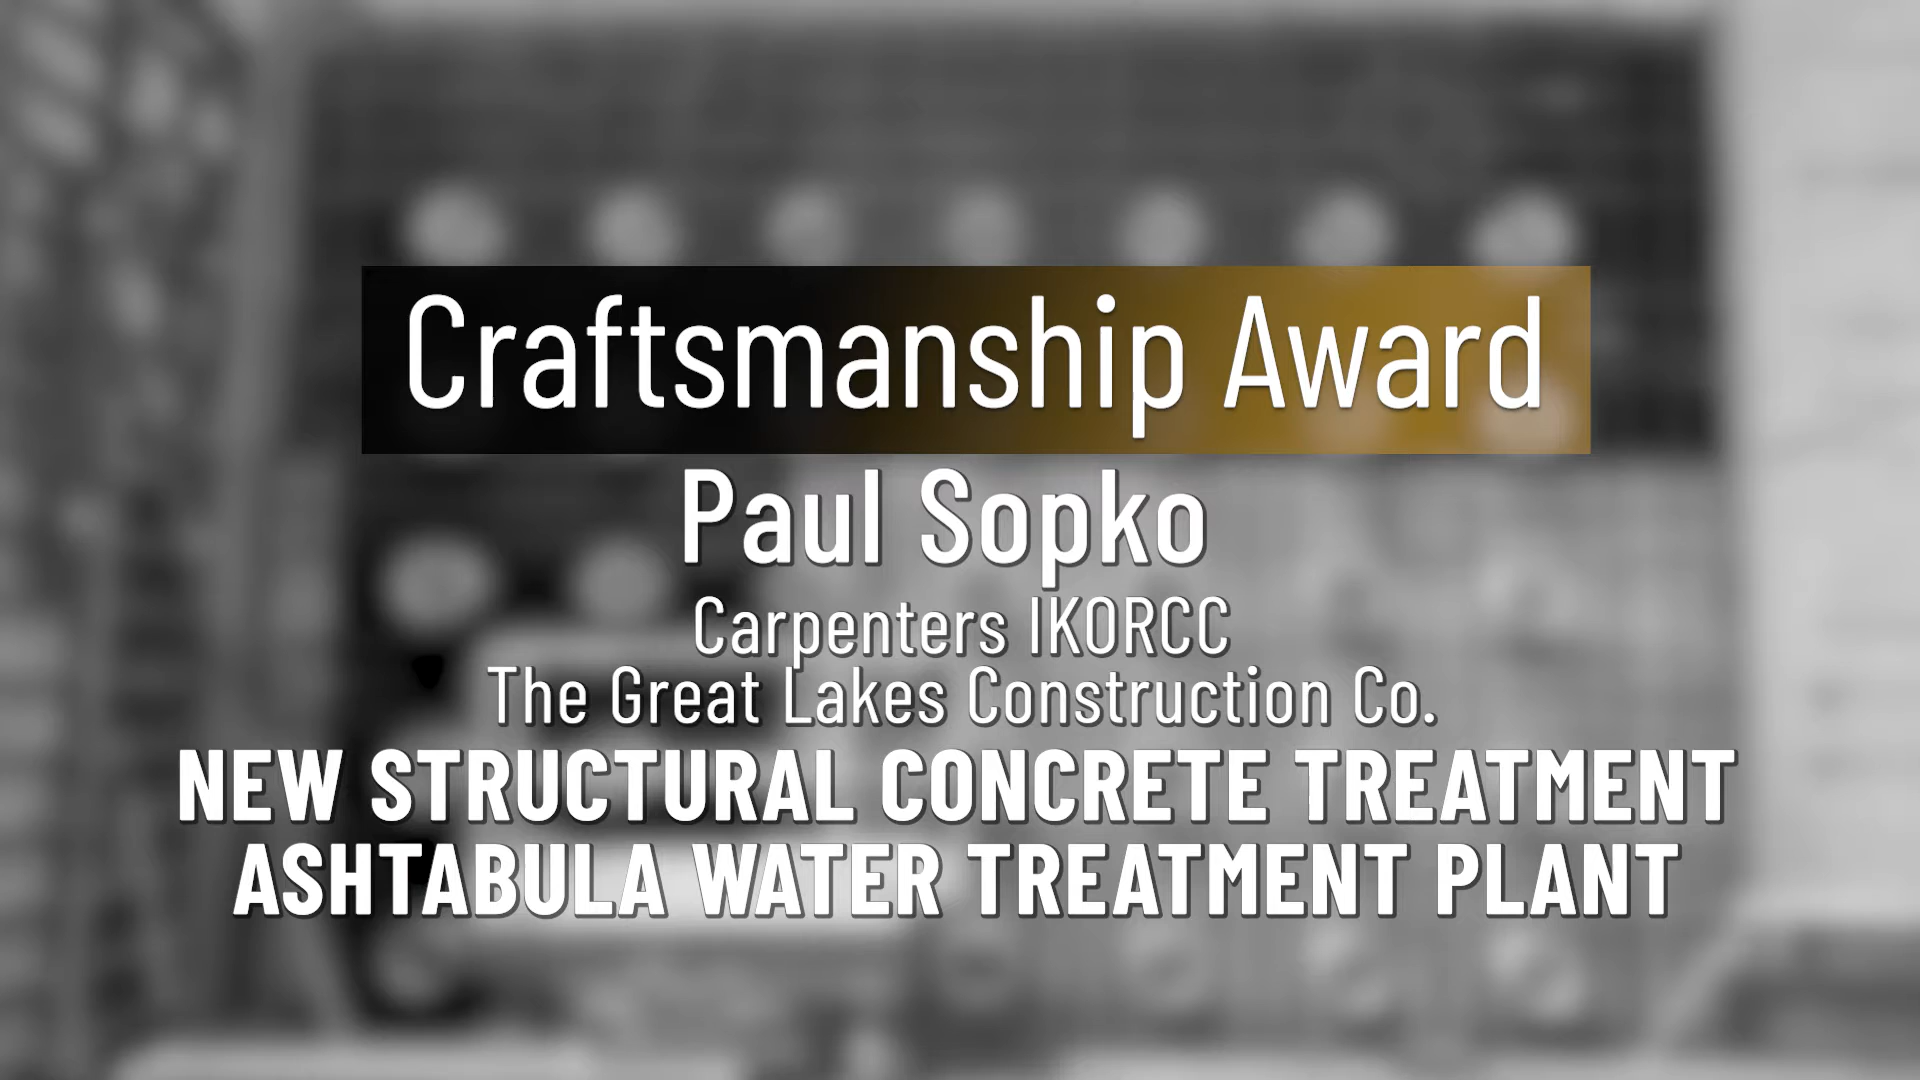 Craftsmanship Award
Paul Sopko
Carpenters IKORCC
The Great Lakes Construction Co.
NEW STRUCTURAL CONCRETE TREATMENT
ASHTABULA WATER TREATMENT PLANT